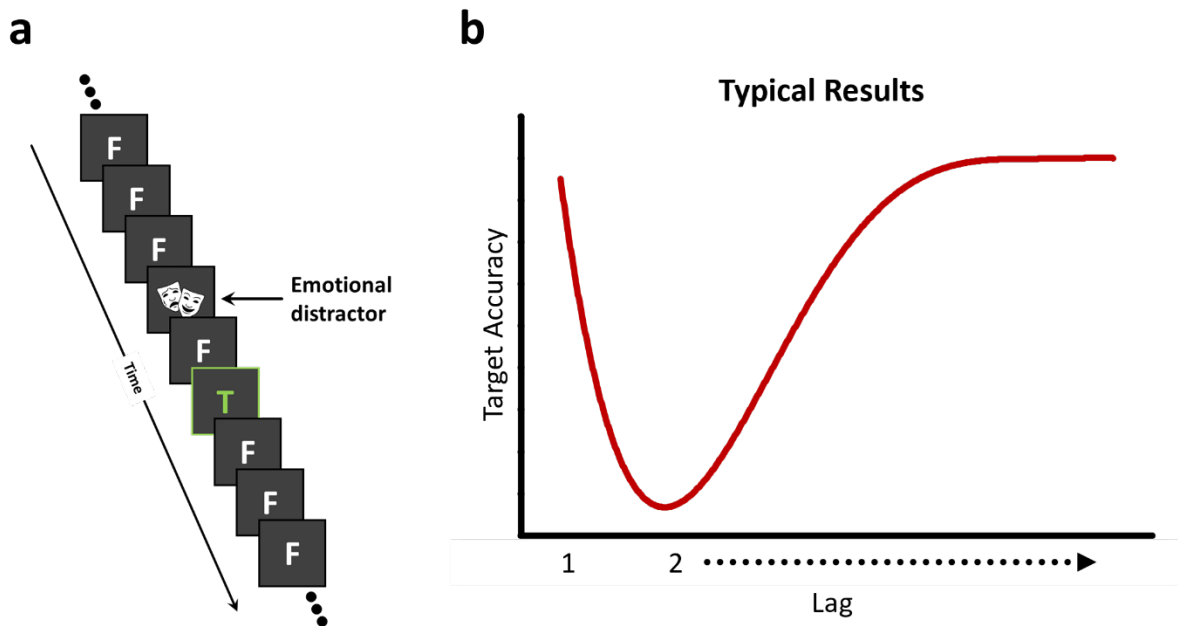 a
F
F
F
Emotional
distractor
F
T
F
F
F
Time
b
Typical Results
Target Accuracy
1 2
Lag